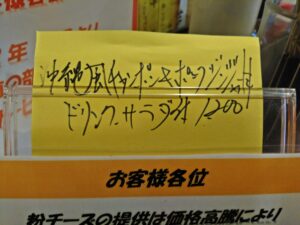 沖縄風チャンポン&ポークジンジャー
ドリンク.サラダ付 1200
お客様各位
粉チーズの提供は価格高騰により